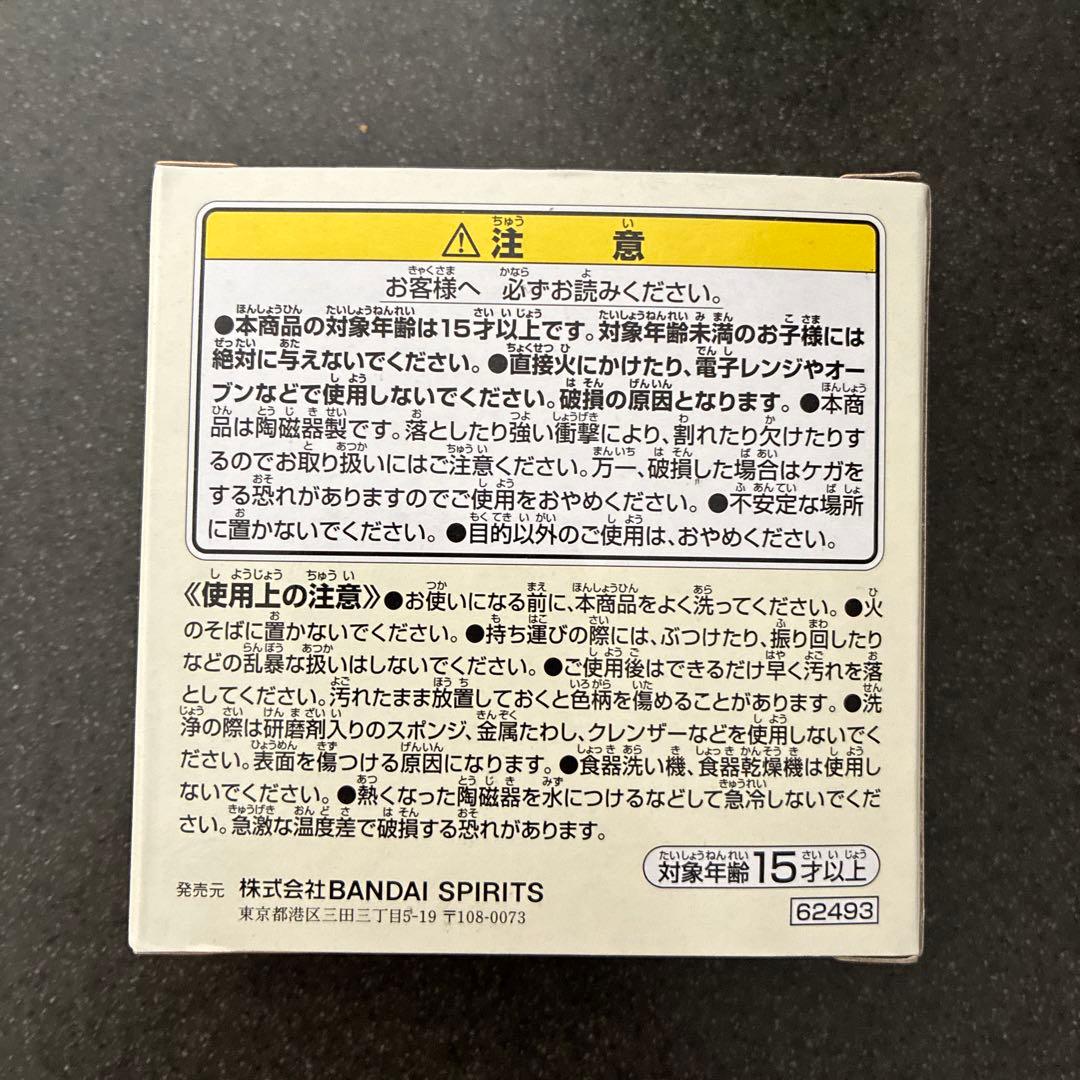 ⚠注 意
お客様へ 必ずお読みください。
●本商品の対象年齢は15才以上です。対象年齢未満のお子様には
絶対に与えないでください。●直接火にかけたり、電子レンジやオー
ブンなどで使用しないでください。破損の原因となります。●本商
品は陶磁器製です。落としたり強い衝撃により、割れたり欠けたりす
るのでお取り扱いにはご注意ください。万一、破損した場合はケガを
する恐れがありますのでご使用をおやめください。●不安定な場所
に置かないでください。●目的以外のご使用は、おやめください。
《使用上の注意》●お使いになる前に、本商品をよく洗ってください。●火
のそばに置かないでください。●持ち運びの際には、ぶつけたり、振り回したり
などの乱暴な扱いはしないでください。●ご使用後はできるだけ早く汚れを落
としてください。汚れたまま放置しておくと色柄を傷めることがあります。●洗
浄の際は研磨剤入りのスポンジ、金属たわし、クレンザーなどを使用しないでく
ださい。表面を傷つける原因になります。●食器洗い機、食器乾燥機は使用し
ないでください。●熱くなった陶磁器を水につけるなどして急冷しないでくだ
さい。急激な温度差で破損する恐れがあります。
対象年齢15才以上
発売元 株式会社BANDAI SPIRITS
東京都港区三田三丁目5-19 〒108-0073
62493